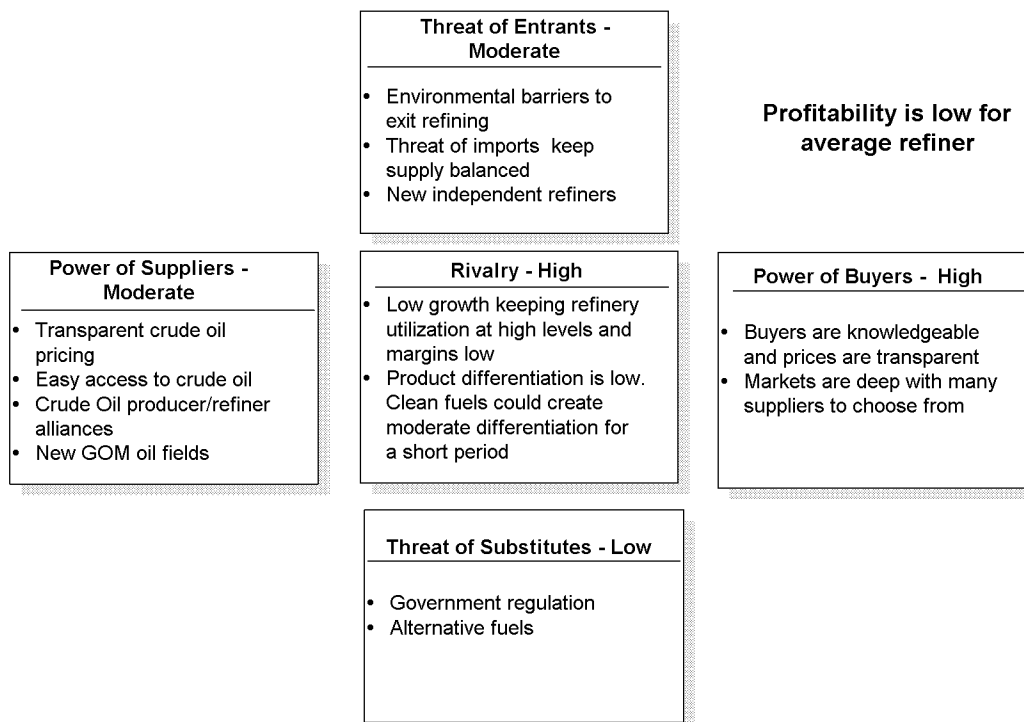 Threat of Entrants -
Moderate
• Environmental barriers to
exit refining
• Threat of imports keep
supply balanced
• New independent refiners
Profitability is low for
average refiner
Power of Suppliers -
Moderate
• Transparent crude oil
pricing
• Easy access to crude oil
• Crude Oil producer/refiner
alliances
• New GOM oil fields
Rivalry - High
• Low growth keeping refinery
utilization at high levels and
margins low
• Product differentiation is low.
Clean fuels could create
moderate differentiation for
a short period
Power of Buyers - High
• Buyers are knowledgeable
and prices are transparent
• Markets are deep with many
suppliers to choose from
Threat of Substitutes - Low
• Government regulation
• Alternative fuels